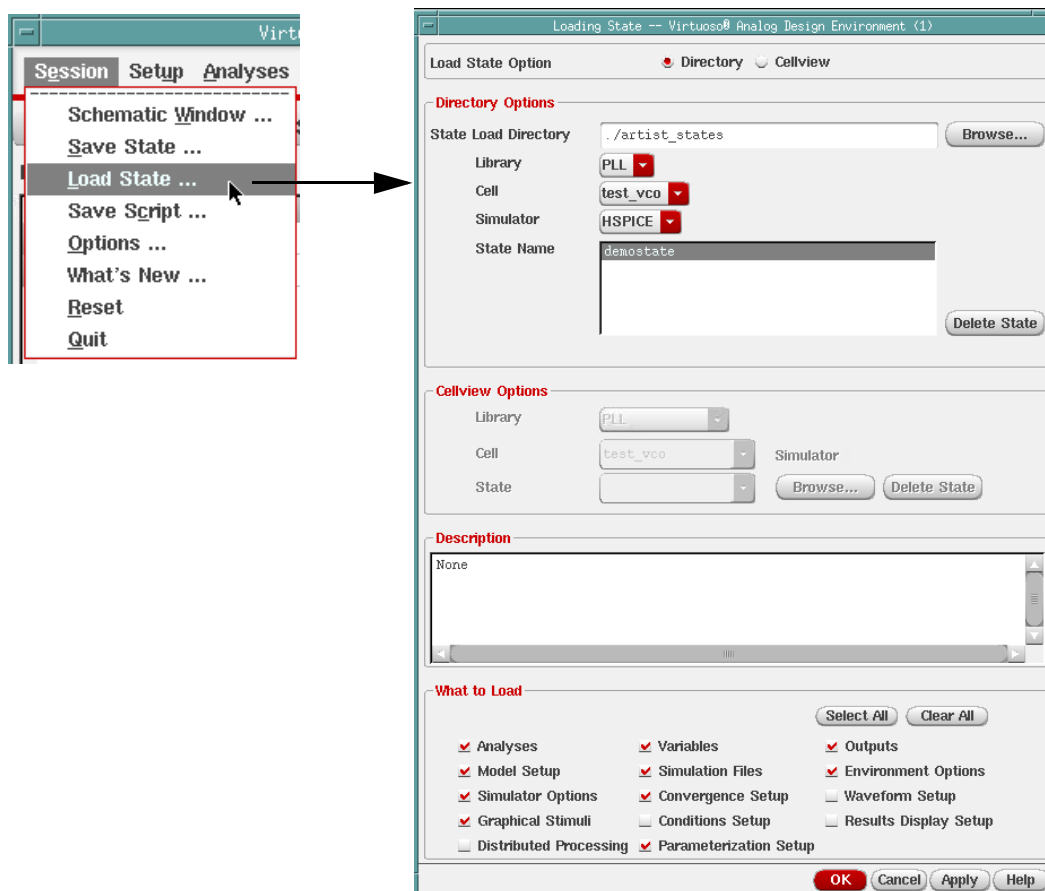 Virt
Session Setup Analyses
Schematic Window ...
Save State ...
Load State ...
Save Script ...
Options ...
What's New ...
Reset
Quit
Loading State -- Virtuoso® Analog Design Environment (1)
Load State Option Directory Cellview
Directory Options
State Load Directory ./artist_states Browse...
Library PLL
Cell test_vco
Simulator HSPICE
State Name demostate
Delete State
Cellview Options
Library PLL
Cell test_vco Simulator
State Browse... Delete State
Description
None
What to Load
Select All Clear All
Analyses Variables Outputs
Model Setup Simulation Files Environment Options
Simulator Options Convergence Setup Waveform Setup
Graphical Stimuli Conditions Setup Results Display Setup
Distributed Processing Parameterization Setup
OK Cancel Apply Help